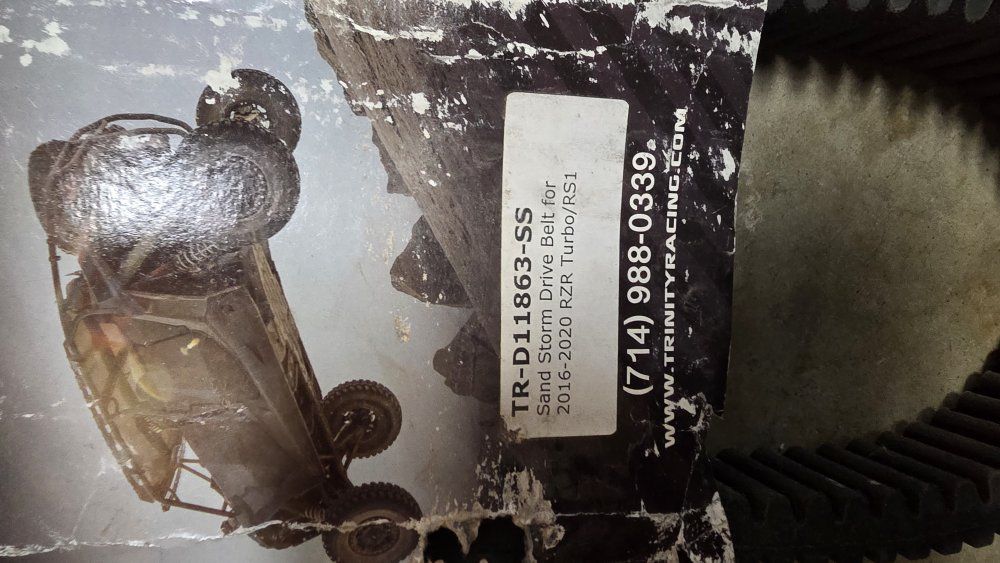 TR-D11863-SS
Sand Storm Drive Belt for
2016-2020 RZR Turbo/RS1
(714) 988-0339.
WWW.TRINITYRACING.COM